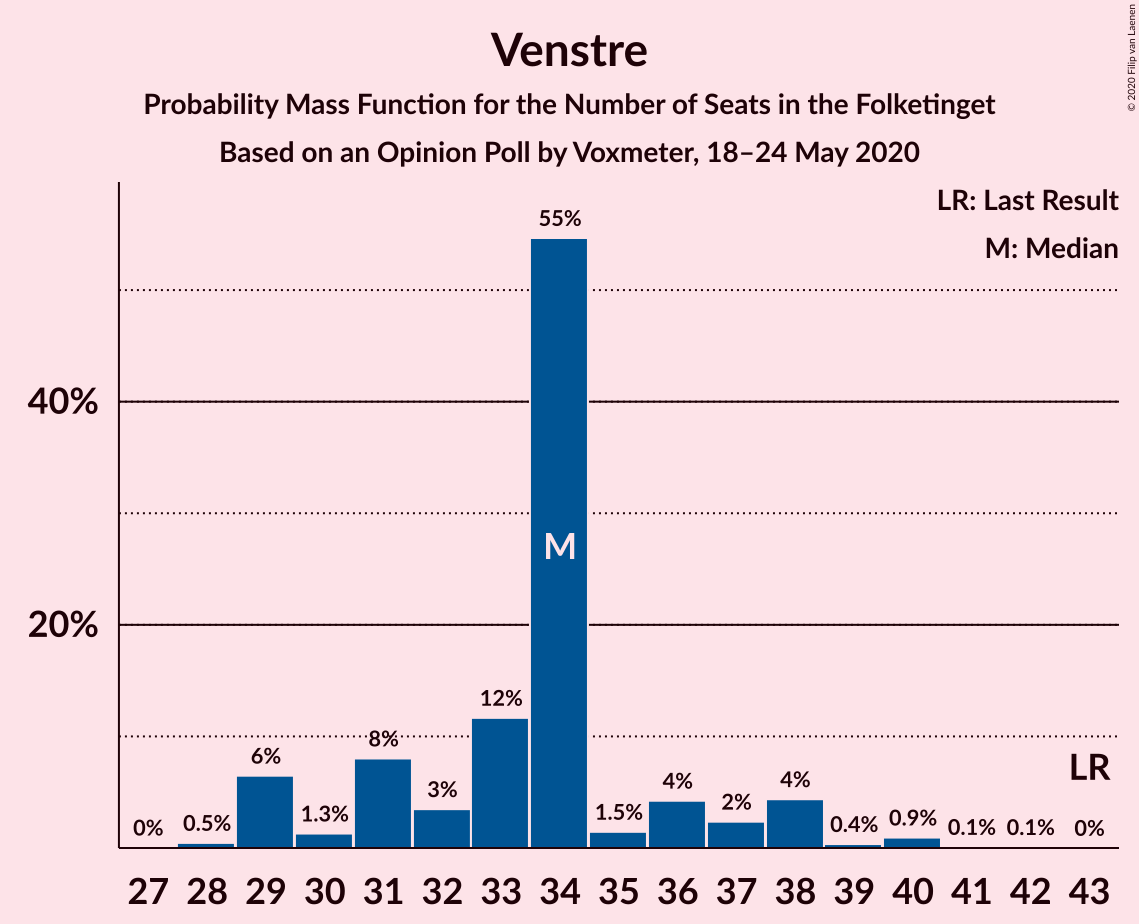 Venstre
Probability Mass Function for the Number of Seats in the Folketinget
Based on an Opinion Poll by Voxmeter, 18–24 May 2020
© 2020 Filip van Laenen
LR: Last Result
M: Median
55%
40%
M
20%
12%
8%
6%
3%
1.3%
0.5%
0%
1.5%
4%
2%
4%
0.4%
0.9%
0.1%
0.1%
0%
LR
27 28 29 30 31 32 33 34 35 36 37 38 39 40 41 42 43